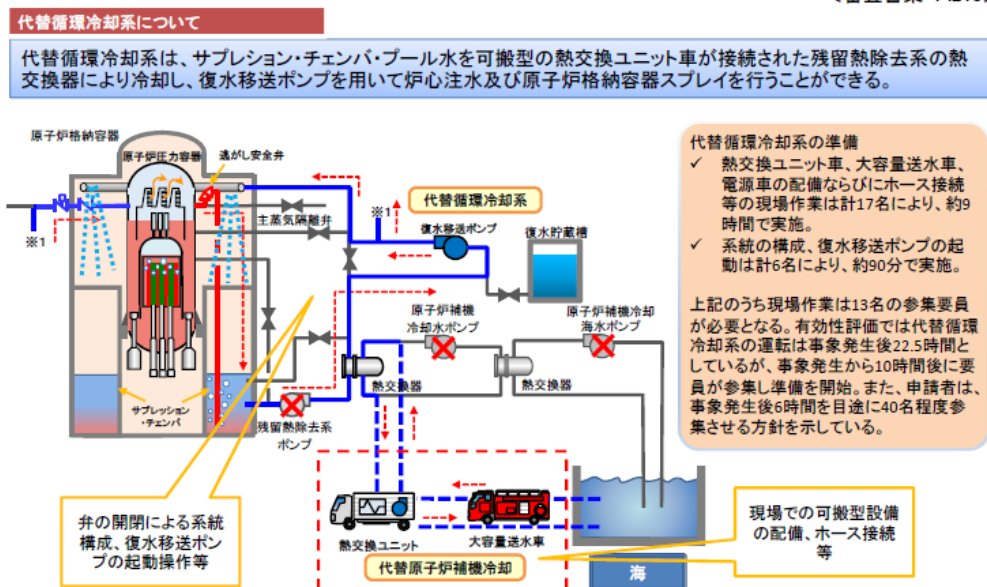 代替循環冷却系について
代替循環冷却系は、サプレション・チェンバ・プール水を可搬型の熱交換ユニット車が接続された残留熱除去系の熱
交換器により冷却し、復水移送ポンプを用いて炉心注水及び原子炉格納容器スプレイを行うことができる。
原子炉格納容器
原子炉圧力容器
逃がし安全弁
※1
主蒸気隔離弁
※1
代替循環冷却系
復水移送ポンプ
復水貯蔵槽
原子炉補機
冷却水ポンプ
原子炉補機冷却
海水ポンプ
熱交換器
熱交換器
サプレッション
・チェンバ
残留熱除去系
ポンプ
代替循環冷却系の準備
✓ 熱交換ユニット車、大容量送水車、
電源車の配備ならびにホース接続
等の現場作業は計17名により、約9
時間で実施。
✓ 系統の構成、復水移送ポンプの起
動は計6名により、約90分で実施。
上記のうち現場作業は13名の参集要員
が必要となる。有効性評価では代替循環
冷却系の運転は事象発生後22.5時間と
しているが、事象発生から10時間後に要
員が参集し準備を開始。また、申請者は、
事象発生後6時間を目途に40名程度参
集させる方針を示している。
弁の開閉による系統
構成、復水移送ポン
プの起動操作等
熱交換ユニット
大容量送水車
代替原子炉補機冷却
海
現場での可搬型設備
の配備、ホース接続
等